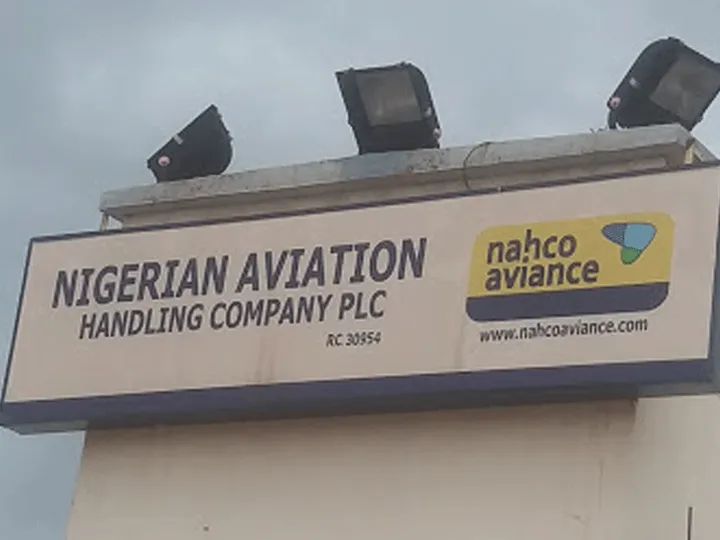 NIGERIAN AVIATION
HANDLING COMPANY PLC
RC 30954
nahco
aviance
www.nahcoaviance.com